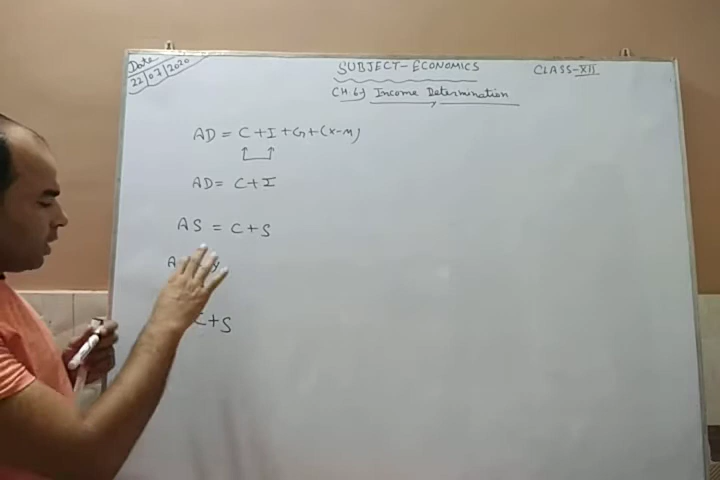 Date
22/07/2020
SUBJECT-ECONOMICS
CLASS-XII
CH.6-) Income Determination
AD = C+I+G+(X-M)
AD= C+I
AS = C+S
A
y
C+S